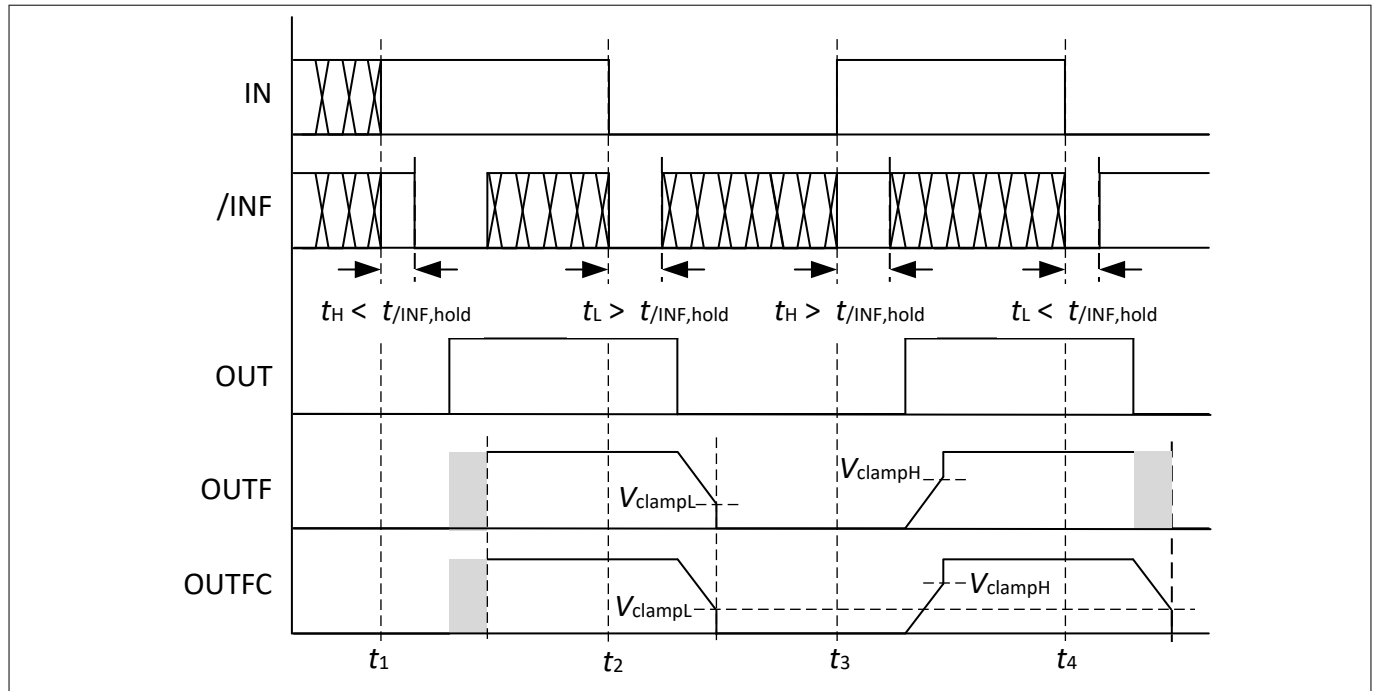 IN
/INF
tH < t/INF,hold
tL > t/INF,hold
tH > t/INF,hold
tL < t/INF,hold
OUT
OUTF
VclampL
VclampH
OUTFC
VclampL
VclampH
t1
t2
t3
t4